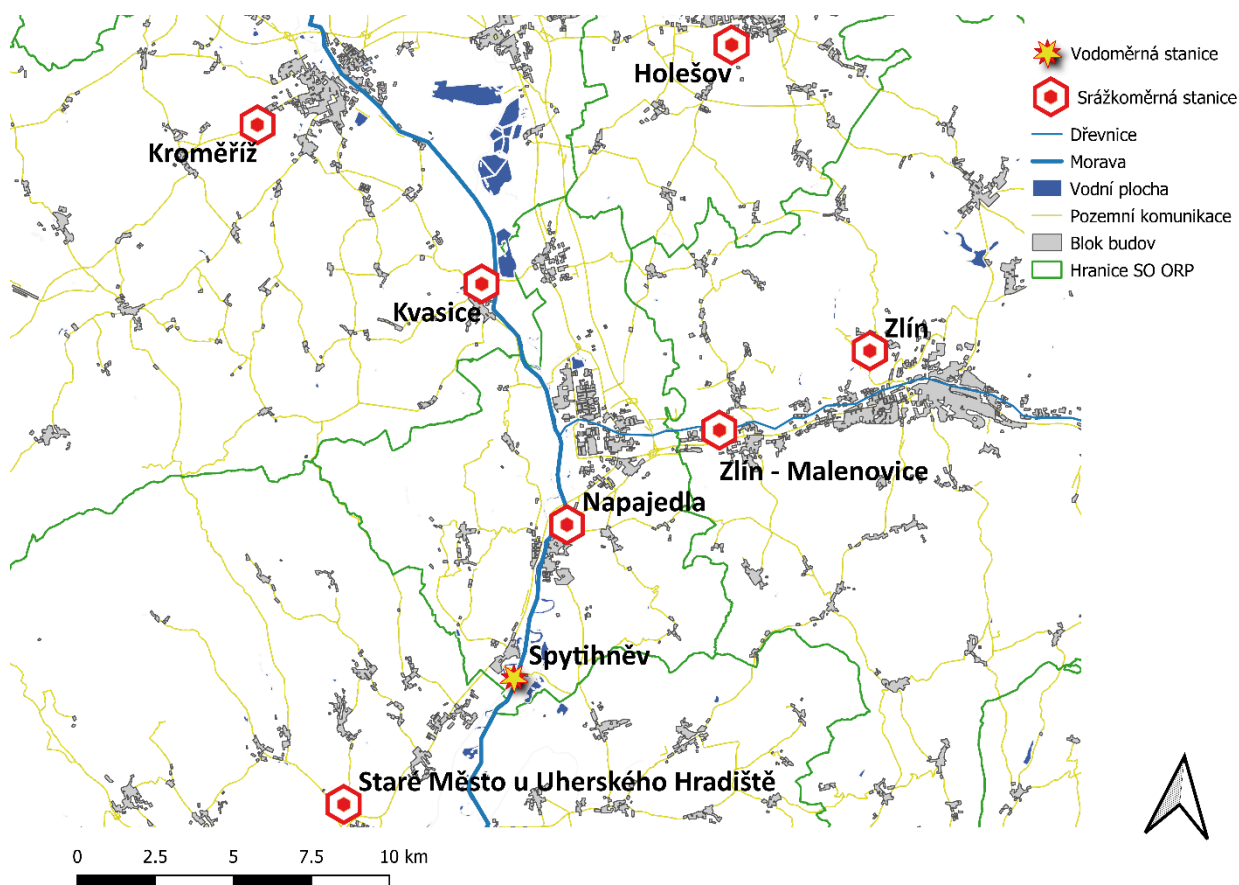 Holešov
Kroměříž
Kvasice
Zlín
Zlín - Malenovice
Napajedla
Spytihněv
Staré Město u Uherského Hradiště
Vodoměrná stanice
Srážkoměrná stanice
Dřevnice
Morava
Vodní plocha
Pozemní komunikace
Blok budov
Hranice SO ORP
0 2.5 5 7.5 10 km